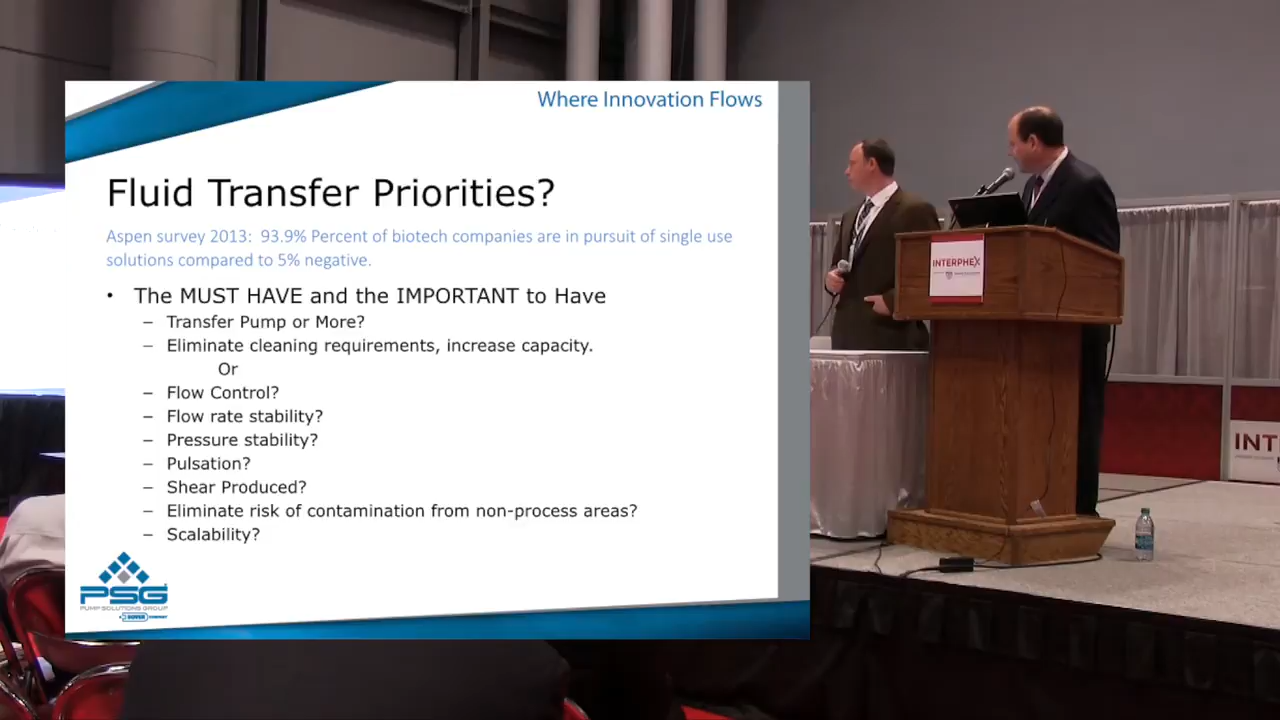 Where Innovation Flows
Fluid Transfer Priorities?
Aspen survey 2013: 93.9% Percent of biotech companies are in pursuit of single use
solutions compared to 5% negative.
• The MUST HAVE and the IMPORTANT to Have
– Transfer Pump or More?
– Eliminate cleaning requirements, increase capacity.
Or
– Flow Control?
– Flow rate stability?
– Pressure stability?
– Pulsation?
– Shear Produced?
– Eliminate risk of contamination from non-process areas?
– Scalability?
PSG
PUMP SOLUTIONS GROUP
DOVER COMPANY
INTERPHEX
INT